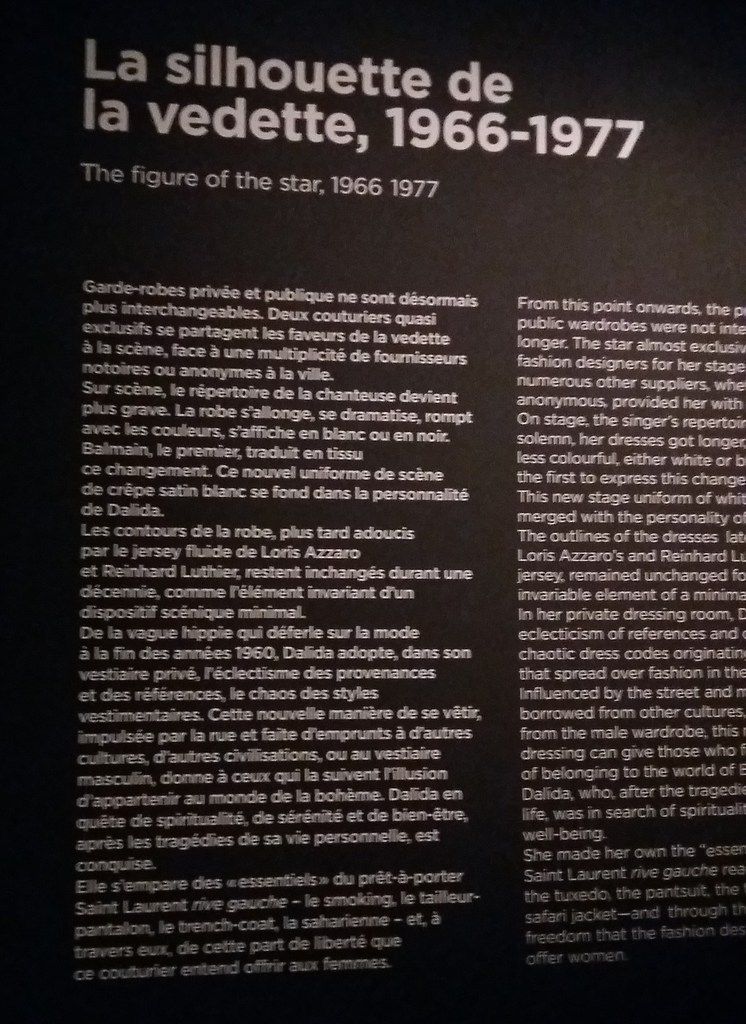 La silhouette de
la vedette, 1966-1977
The figure of the star, 1966 1977
Garde-robes privée et publique ne sont désormais
plus interchangeables. Deux couturiers quasi
exclusifs se partagent les faveurs de la vedette
à la scène, face à une multiplicité de fournisseurs
notoires ou anonymes à la ville.
Sur scène, le répertoire de la chanteuse devient
plus grave. La robe s'allonge, se dramatise, rompt
avec les couleurs, s'affiche en blanc ou en noir.
Balmain, le premier, traduit en tissu
ce changement. Ce nouvel uniforme de scène
de crêpe satin blanc se fond dans la personnalité
de Dalida.
Les contours de la robe, plus tard adoucis
par le jersey fluide de Loris Azzaro
et Reinhard Luthier, restent inchangés durant une
décennie, comme l'élément invariant d'un
dispositif scénique minimal.
De la vague hippie qui déferle sur la mode
à la fin des années 1960, Dalida adopte, dans son
vestiaire privé, l'éclectisme des provenances
et des références, le chaos des styles
vestimentaires. Cette nouvelle manière de se vêtir,
impulsée par la rue et faite d'emprunts à d'autres
cultures, d'autres civilisations, ou au vestiaire
masculin, donne à ceux qui la suivent l'illusion
d'appartenir au monde de la bohème. Dalida en
quête de spiritualité, de sérénité et de bien-être,
après les tragédies de sa vie personnelle, est
conquise.
Elle s'empare des «essentiels» du prêt-à-porter
Saint Laurent rive gauche – le smoking, le tailleur-
pantalon, le trench-coat, la saharienne – et, à
travers eux, de cette part de liberté que
ce couturier entend offrir aux femmes.
From this point onwards, the
public wardrobes were not
longer. The star almost
fashion designers for her stage
numerous other suppliers,
anonymous, provided her with
On stage, the singer's
solemn, her dresses got longer
less colourful, either white or
the first to express this change
This new stage uniform of
merged with the personality
The outlines of the dresses
Loris Azzaro's and Reinhard
jersey, remained unchanged
invariable element of a
In her private dressing room,
eclecticism of references and
chaotic dress codes
that spread over fashion in the
Influenced by the street and
borrowed from other cultures,
from the male wardrobe, this
dressing can give those who
of belonging to the world of
Dalida, who, after the
life, was in search of
well-being.
She made her own the
Saint Laurent rive gauche
the tuxedo, the pantsuit, the
safari jacket—and through
freedom that the fashion
offer women.